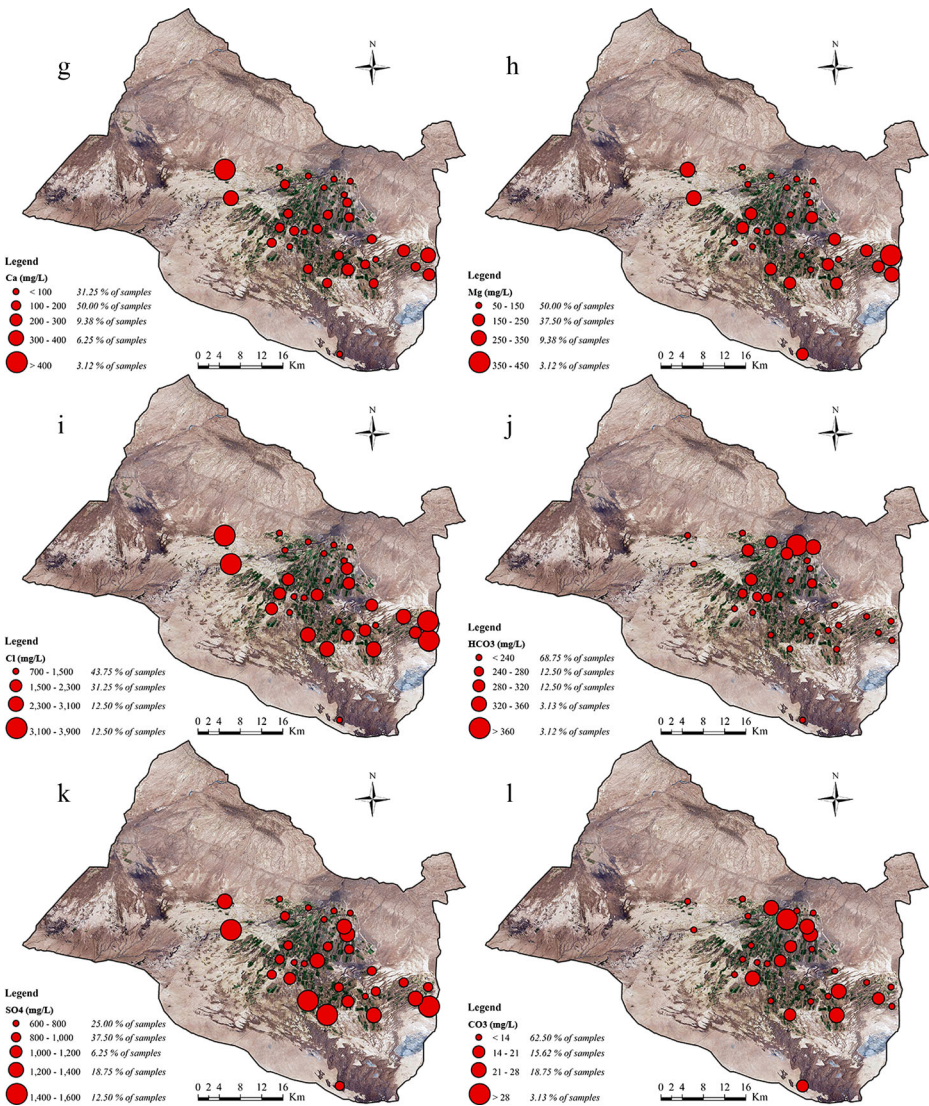 g
N
Legend
Ca (mg/L)
< 100 31.25 % of samples
100 - 200 50.00 % of samples
200 - 300 9.38 % of samples
300 - 400 6.25 % of samples
> 400 3.12 % of samples
0 2 4 8 12 16
Km
h
N
Legend
Mg (mg/L)
50 - 150 50.00 % of samples
150 - 250 37.50 % of samples
250 - 350 9.38 % of samples
350 - 450 3.12 % of samples
0 2 4 8 12 16
Km
i
N
Legend
Cl (mg/L)
700 - 1,500 43.75 % of samples
1,500 - 2,300 31.25 % of samples
2,300 - 3,100 12.50 % of samples
3,100 - 3,900 12.50 % of samples
0 2 4 8 12 16
Km
j
N
Legend
HCO3 (mg/L)
< 240 68.75 % of samples
240 - 280 12.50 % of samples
280 - 320 12.50 % of samples
320 - 360 3.13 % of samples
> 360 3.12 % of samples
0 2 4 8 12 16
Km
k
N
Legend
SO4 (mg/L)
600 - 800 25.00 % of samples
800 - 1,000 37.50 % of samples
1,000 - 1,200 6.25 % of samples
1,200 - 1,400 18.75 % of samples
1,400 - 1,600 12.50 % of samples
0 2 4 8 12 16
Km
l
N
Legend
CO3 (mg/L)
< 14 62.50 % of samples
14 - 21 15.62 % of samples
21 - 28 18.75 % of samples
> 28 3.13 % of samples
0 2 4 8 12 16
Km